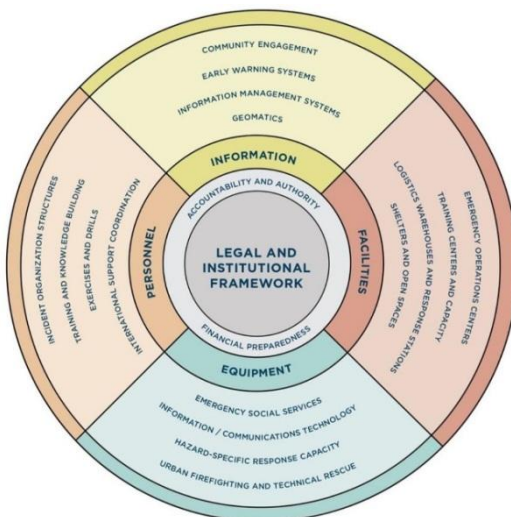 COMMUNITY ENGAGEMENT
EARLY WARNING SYSTEMS
INFORMATION MANAGEMENT SYSTEMS
GEOMATICS
INFORMATION
ACCOUNTABILITY AND AUTHORITY
LEGAL AND
INSTITUTIONAL
FRAMEWORK
FINANCIAL PREPAREDNESS
FACILITIES
EMERGENCY OPERATIONS CENTERS
TRAINING CENTERS AND CAPACITY
LOGISTICS WAREHOUSES AND RESPONSE STATIONS
SHELTERS AND OPEN SPACES
EQUIPMENT
EMERGENCY SOCIAL SERVICES
INFORMATION / COMMUNICATIONS TECHNOLOGY
HAZARD-SPECIFIC RESPONSE CAPACITY
URBAN FIREFIGHTING AND TECHNICAL RESCUE
PERSONNEL
INCIDENT ORGANIZATION STRUCTURES
TRAINING AND KNOWLEDGE BUILDING
EXERCISES AND DRILLS
INTERNATIONAL SUPPORT COORDINATION